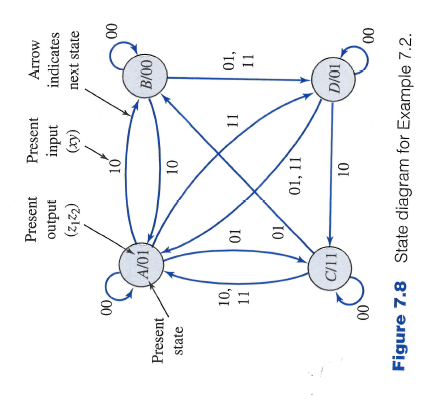 Present
output
(z1z2)
Present
input
(xy)
Arrow
indicates
next state
00
00
10
A/01
B/00
10
Present
state
01,
11
11
10,
11
01
01
01, 11
C/11
D/01
10
00
00
Figure 7.8 State diagram for Example 7.2.